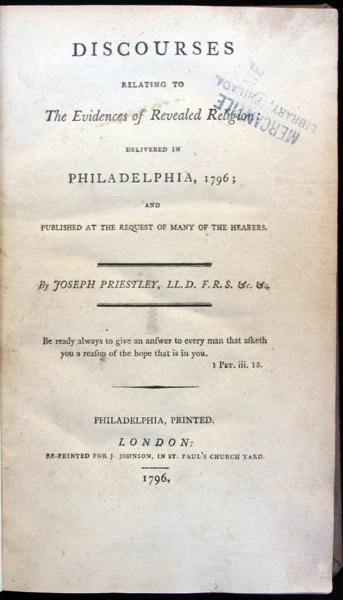 DISCOURSES
RELATING TO
The Evidences of Revealed Religion,
DELIVERED IN
PHILADELPHIA, 1796;
AND
PUBLISHED AT THE REQUEST OF MANY OF THE HEARERS.
By JOSEPH PRIESTLEY, LL.D. F.R.S. &c. &c.
Be ready always to give an anſwer to every man that aſketh
you a reaſon of the hope that is in you.
1 PET. iii. 15.
PHILADELPHIA, PRINTED.
LONDON:
RE-PRINTED FOR J. JOHNSON, IN ST. PAUL'S CHURCH YARD.
1796.
MERCANTILE
LIBRARY, PHILADA.